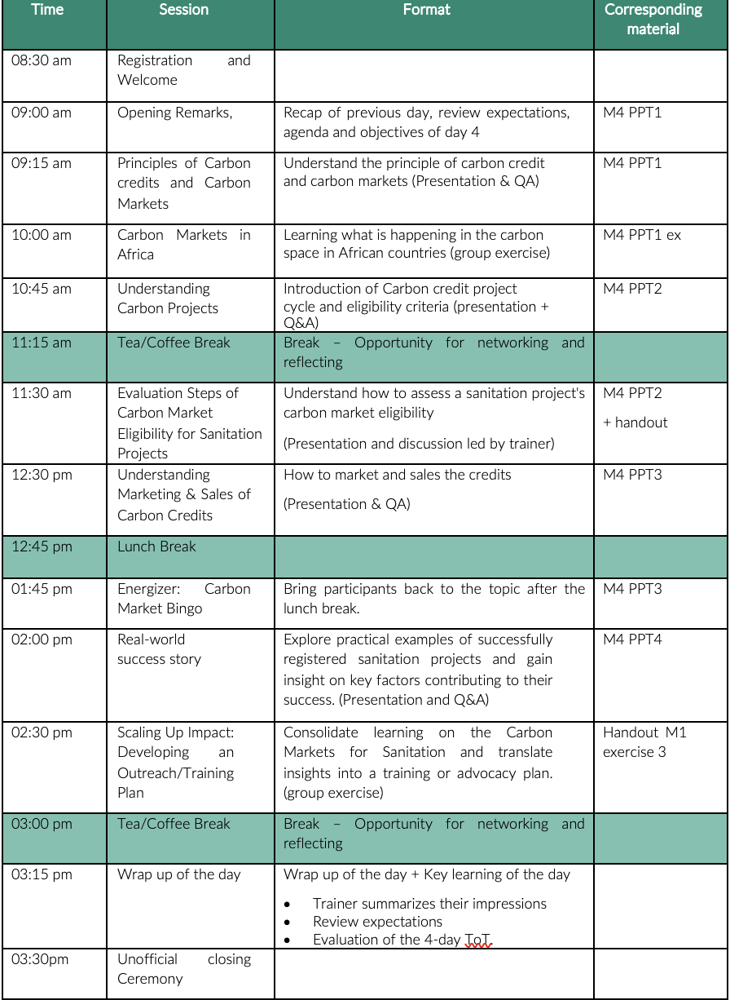 Time Session Format Corresponding
material
08:30 am Registration and
Welcome
09:00 am Opening Remarks, Recap of previous day, review expectations, M4 PPT1
agenda and objectives of day 4
09:15 am Principles of Carbon Understand the principle of carbon credit M4 PPT1
credits and Carbon and carbon markets (Presentation & QA)
Markets
10:00 am Carbon Markets in Learning what is happening in the carbon M4 PPT1 ex
Africa space in African countries (group exercise)
10:45 am Understanding Introduction of Carbon credit project M4 PPT2
Carbon Projects cycle and eligibility criteria (presentation +
Q&A)
11:15 am Tea/Coffee Break Break – Opportunity for networking and
reflecting
11:30 am Evaluation Steps of Understand how to assess a sanitation project's M4 PPT2
Carbon Market carbon market eligibility + handout
Eligibility for Sanitation (Presentation and discussion led by trainer)
Projects
12:30 pm Understanding How to market and sales the credits M4 PPT3
Marketing & Sales of (Presentation & QA)
Carbon Credits
12:45 pm Lunch Break
01:45 pm Energizer: Carbon Bring participants back to the topic after the M4 PPT3
Market Bingo lunch break.
02:00 pm Real-world Explore practical examples of successfully M4 PPT4
success story registered sanitation projects and gain
insight on key factors contributing to their
success. (Presentation and Q&A)
02:30 pm Scaling Up Impact: Consolidate learning on the Carbon Handout M1
Developing an Markets for Sanitation and translate exercise 3
Outreach/Training insights into a training or advocacy plan.
Plan (group exercise)
03:00 pm Tea/Coffee Break Break – Opportunity for networking and
reflecting
03:15 pm Wrap up of the day Wrap up of the day + Key learning of the day
• Trainer summarizes their impressions
• Review expectations
• Evaluation of the 4-day ToT.
03:30pm Unofficial closing
Ceremony